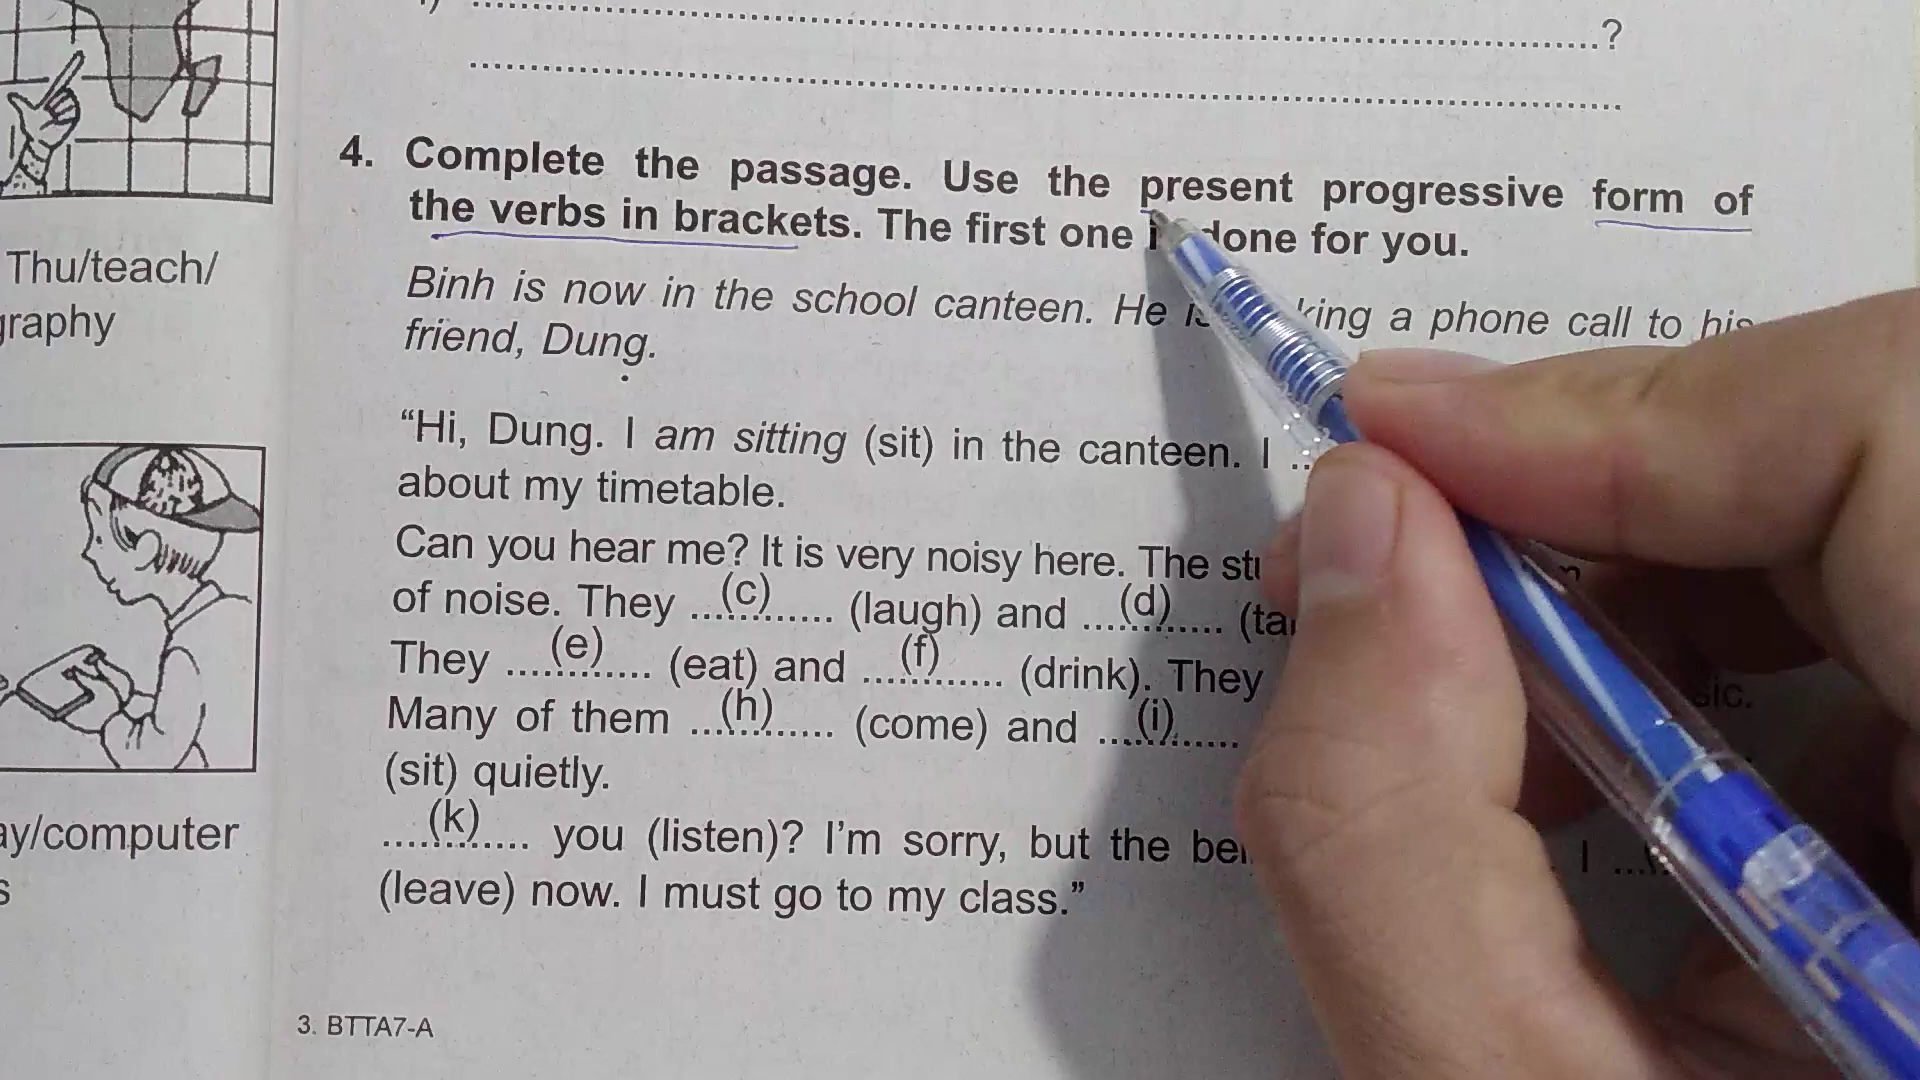 ?
4. Complete the passage. Use the present progressive form of
the verbs in brackets. The first one done for you.
Binh is now in the school canteen. He a phone call to his
friend, Dung.
"Hi, Dung. I am sitting (sit) in the canteen. I
about my timetable.
Can you hear me? It is very noisy here. The
of noise. They ...(c)... (laugh) and ...(d)...
They ...(e)... (eat) and ...(f)... (drink). They
Many of them ...(h)... (come) and ...(i)...
(sit) quietly.
...(k)... you (listen)? I'm sorry, but the I
(leave) now. I must go to my class."
3. BTTA7-A
Thu/teach/
graphy
ay/computer
s